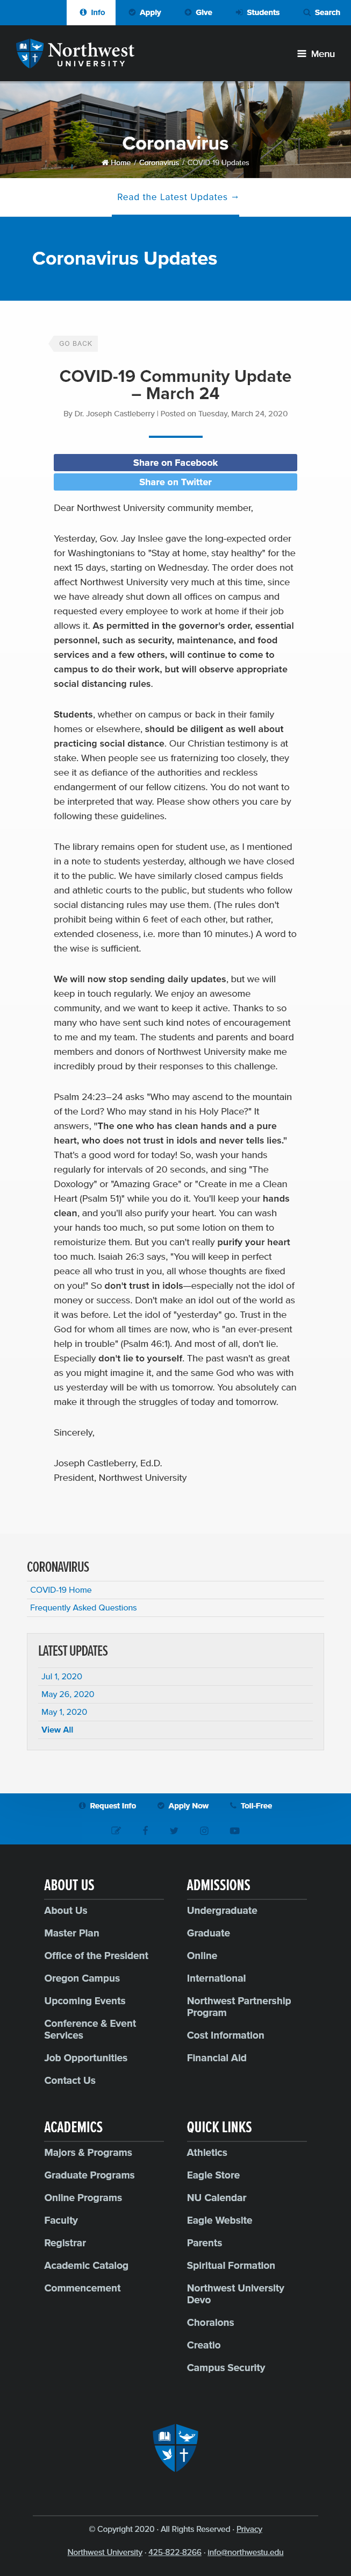 Info
Apply
Give
Students
Search
Northwest
UNIVERSITY
Menu
Coronavirus
Home / Coronavirus / COVID-19 Updates
Read the Latest Updates →
Coronavirus Updates
GO BACK
COVID-19 Community Update
– March 24
By Dr. Joseph Castleberry | Posted on Tuesday, March 24, 2020
Share on Facebook
Share on Twitter
Dear Northwest University community member,
Yesterday, Gov. Jay Inslee gave the long-expected order
for Washingtonians to "Stay at home, stay healthy" for the
next 15 days, starting on Wednesday. The order does not
affect Northwest University very much at this time, since
we have already shut down all offices on campus and
requested every employee to work at home if their job
allows it. As permitted in the governor's order, essential
personnel, such as security, maintenance, and food
services and a few others, will continue to come to
campus to do their work, but will observe appropriate
social distancing rules.
Students, whether on campus or back in their family
homes or elsewhere, should be diligent as well about
practicing social distance. Our Christian testimony is at
stake. When people see us fraternizing too closely, they
see it as defiance of the authorities and reckless
endangerment of our fellow citizens. You do not want to
be interpreted that way. Please show others you care by
following these guidelines.
The library remains open for student use, as I mentioned
in a note to students yesterday, although we have closed
it to the public. We have similarly closed campus fields
and athletic courts to the public, but students who follow
social distancing rules may use them. (The rules don't
prohibit being within 6 feet of each other, but rather,
extended closeness, i.e. more than 10 minutes.) A word to
the wise is sufficient.
We will now stop sending daily updates, but we will
keep in touch regularly. We enjoy an awesome
community, and we want to keep it active. Thanks to so
many who have sent such kind notes of encouragement
to me and my team. The students and parents and board
members and donors of Northwest University make me
incredibly proud by their responses to this challenge.
Psalm 24:23–24 asks "Who may ascend to the mountain
of the Lord? Who may stand in his Holy Place?" It
answers, "The one who has clean hands and a pure
heart, who does not trust in idols and never tells lies."
That's a good word for today! So, wash your hands
regularly for intervals of 20 seconds, and sing "The
Doxology" or "Amazing Grace" or "Create in me a Clean
Heart (Psalm 51)" while you do it. You'll keep your hands
clean, and you'll also purify your heart. You can wash
your hands too much, so put some lotion on them to
remoisturize them. But you can't really purify your heart
too much. Isaiah 26:3 says, "You will keep in perfect
peace all who trust in you, all whose thoughts are fixed
on you!" So don't trust in idols—especially not the idol of
money or success. Don't make an idol out of the world as
it was before. Let the idol of "yesterday" go. Trust in the
God for whom all times are now, who is "an ever-present
help in trouble" (Psalm 46:1). And most of all, don't lie.
Especially don't lie to yourself. The past wasn't as great
as you might imagine it, and the same God who was with
us yesterday will be with us tomorrow. You absolutely can
make it through the struggles of today and tomorrow.
Sincerely,
Joseph Castleberry, Ed.D.
President, Northwest University
CORONAVIRUS
COVID-19 Home
Frequently Asked Questions
LATEST UPDATES
Jul 1, 2020
May 26, 2020
May 1, 2020
View All
Request Info
Apply Now
Toll-Free
ABOUT US
About Us
Master Plan
Office of the President
Oregon Campus
Upcoming Events
Conference & Event
Services
Job Opportunities
Contact Us
ADMISSIONS
Undergraduate
Graduate
Online
International
Northwest Partnership
Program
Cost Information
Financial Aid
ACADEMICS
Majors & Programs
Graduate Programs
Online Programs
Faculty
Registrar
Academic Catalog
Commencement
QUICK LINKS
Athletics
Eagle Store
NU Calendar
Eagle Website
Parents
Spiritual Formation
Northwest University
Devo
Choralons
Creatio
Campus Security
© Copyright 2020 · All Rights Reserved · Privacy
Northwest University · 425-822-8266 · info@northwestu.edu